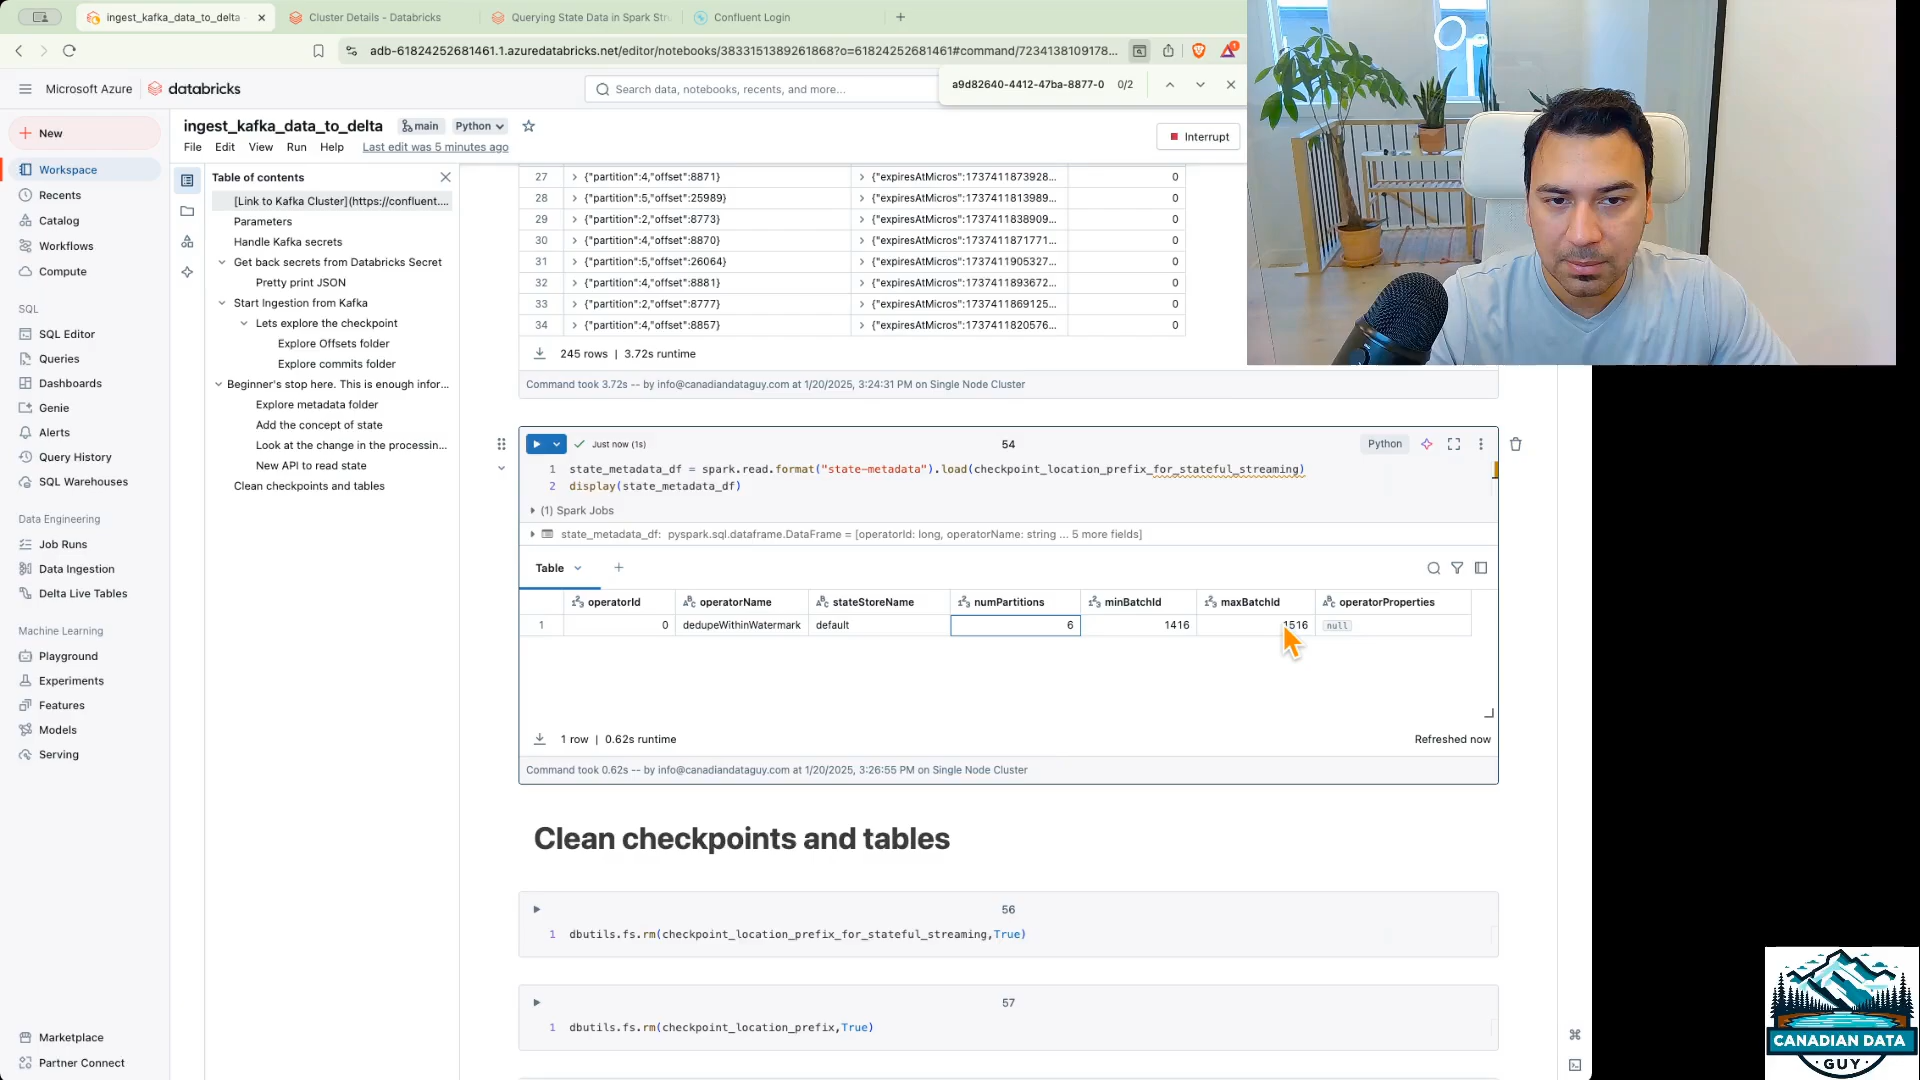 ingest_kafka_data_to_delta
Cluster Details - Databricks
Querying State Data in Spark Str
Confluent Login
adb-61824252681461.1.azuredatabricks.net/editor/notebooks/3833151389261868?o=61824252681461#command/7234138109178...
a9d82640-4412-47ba-8877-0 0/2
Microsoft Azure databricks
Search data, notebooks, recents, and more...
New
Workspace
Recents
Catalog
Workflows
Compute
SQL
SQL Editor
Queries
Dashboards
Genie
Alerts
Query History
SQL Warehouses
Data Engineering
Job Runs
Data Ingestion
Delta Live Tables
Machine Learning
Playground
Experiments
Features
Models
Serving
Marketplace
Partner Connect
ingest_kafka_data_to_delta main Python
File Edit View Run Help Last edit was 5 minutes ago
Interrupt
Table of contents
[Link to Kafka Cluster](https://confluent....
Parameters
Handle Kafka secrets
Get back secrets from Databricks Secret
Pretty print JSON
Start Ingestion from Kafka
Lets explore the checkpoint
Explore Offsets folder
Explore commits folder
Beginner's stop here. This is enough infor...
Explore metadata folder
Add the concept of state
Look at the change in the processin...
New API to read state
Clean checkpoints and tables
27 {"partition":4,"offset":8871} {"expiresAtMicros":1737411873928... 0
28 {"partition":5,"offset":25989} {"expiresAtMicros":1737411813989... 0
29 {"partition":2,"offset":8773} {"expiresAtMicros":1737411838909... 0
30 {"partition":4,"offset":8870} {"expiresAtMicros":1737411871771... 0
31 {"partition":5,"offset":26064} {"expiresAtMicros":1737411905327... 0
32 {"partition":4,"offset":8881} {"expiresAtMicros":1737411893672... 0
33 {"partition":2,"offset":8777} {"expiresAtMicros":1737411869125... 0
34 {"partition":4,"offset":8857} {"expiresAtMicros":1737411820576... 0
245 rows | 3.72s runtime
Command took 3.72s -- by info@canadiandataguy.com at 1/20/2025, 3:24:31 PM on Single Node Cluster
Just now (1s) 54 Python
1 state_metadata_df = spark.read.format("state-metadata").load(checkpoint_location_prefix_for_stateful_streaming)
2 display(state_metadata_df)
(1) Spark Jobs
state_metadata_df: pyspark.sql.dataframe.DataFrame = [operatorId: long, operatorName: string ... 5 more fields]
Table
operatorId operatorName stateStoreName numPartitions minBatchId maxBatchId operatorProperties
1 0 dedupeWithinWatermark default 6 1416 1516 null
1 row | 0.62s runtime Refreshed now
Command took 0.62s -- by info@canadiandataguy.com at 1/20/2025, 3:26:55 PM on Single Node Cluster
Clean checkpoints and tables
56
1 dbutils.fs.rm(checkpoint_location_prefix_for_stateful_streaming,True)
57
1 dbutils.fs.rm(checkpoint_location_prefix,True)
CANADIAN DATA
GUY